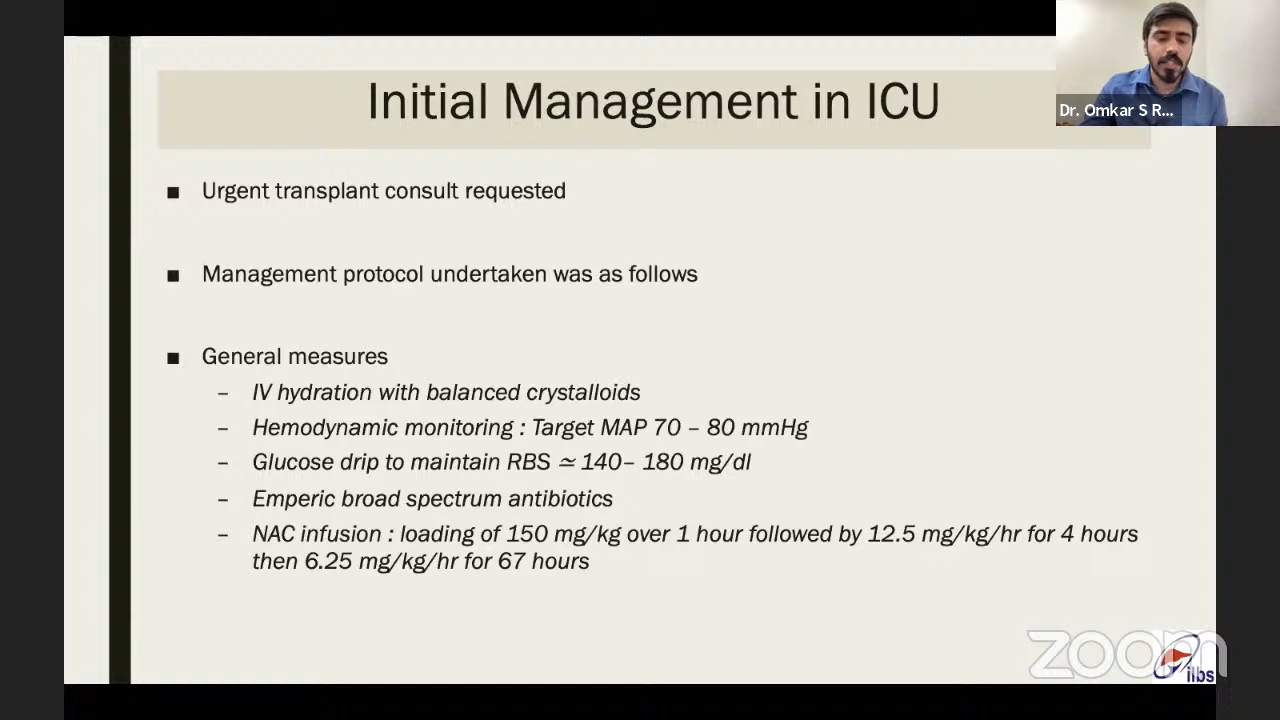 Initial Management in ICU
Dr. Omkar S R...
■ Urgent transplant consult requested
■ Management protocol undertaken was as follows
■ General measures
– IV hydration with balanced crystalloids
– Hemodynamic monitoring : Target MAP 70 – 80 mmHg
– Glucose drip to maintain RBS ≃ 140– 180 mg/dl
– Emperic broad spectrum antibiotics
– NAC infusion : loading of 150 mg/kg over 1 hour followed by 12.5 mg/kg/hr for 4 hours
then 6.25 mg/kg/hr for 67 hours
zoom
ilbs